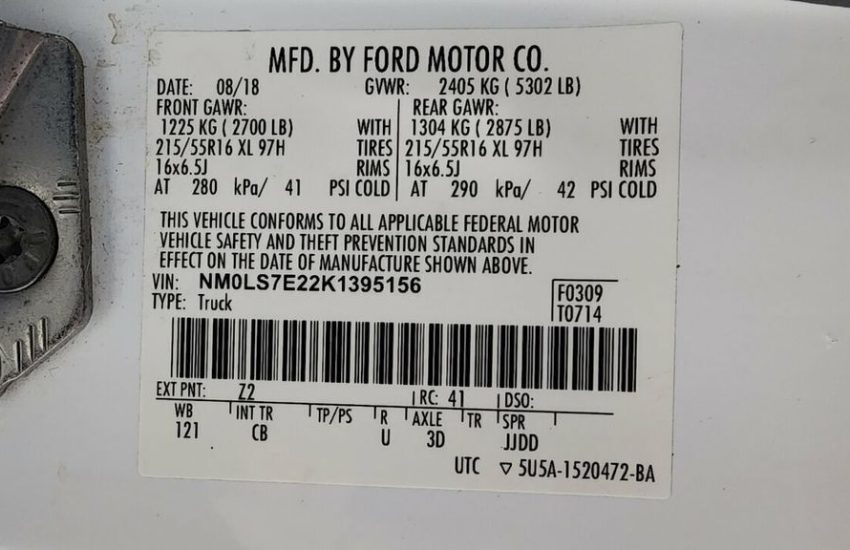 MFD. BY FORD MOTOR CO.
DATE: 08/18 GVWR: 2405 KG ( 5302 LB)
FRONT GAWR: REAR GAWR:
1225 KG ( 2700 LB) WITH 1304 KG ( 2875 LB) WITH
215/55R16 XL 97H TIRES 215/55R16 XL 97H TIRES
16x6.5J RIMS 16x6.5J RIMS
AT 280 kPa/ 41 PSI COLD AT 290 kPa/ 42 PSI COLD
THIS VEHICLE CONFORMS TO ALL APPLICABLE FEDERAL MOTOR
VEHICLE SAFETY AND THEFT PREVENTION STANDARDS IN
EFFECT ON THE DATE OF MANUFACTURE SHOWN ABOVE.
VIN: NM0LS7E22K1395156
TYPE: Truck
F0309
T0714
EXT PNT: Z2 RC: 41 DSO:
WB INT TR TP/PS R AXLE TR SPR
121 CB U 3D JJDD
UTC ▽ 5U5A-1520472-BA